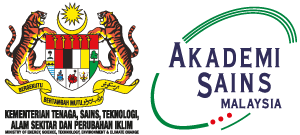 BERSEKUTU BERTAMBAH MUTU
KEMENTERIAN TENAGA, SAINS, TEKNOLOGI,
ALAM SEKITAR DAN PERUBAHAN IKLIM
MINISTRY OF ENERGY, SCIENCE, TECHNOLOGY, ENVIRONMENT & CLIMATE CHANGE
AKADEMI
SAINS
MALAYSIA